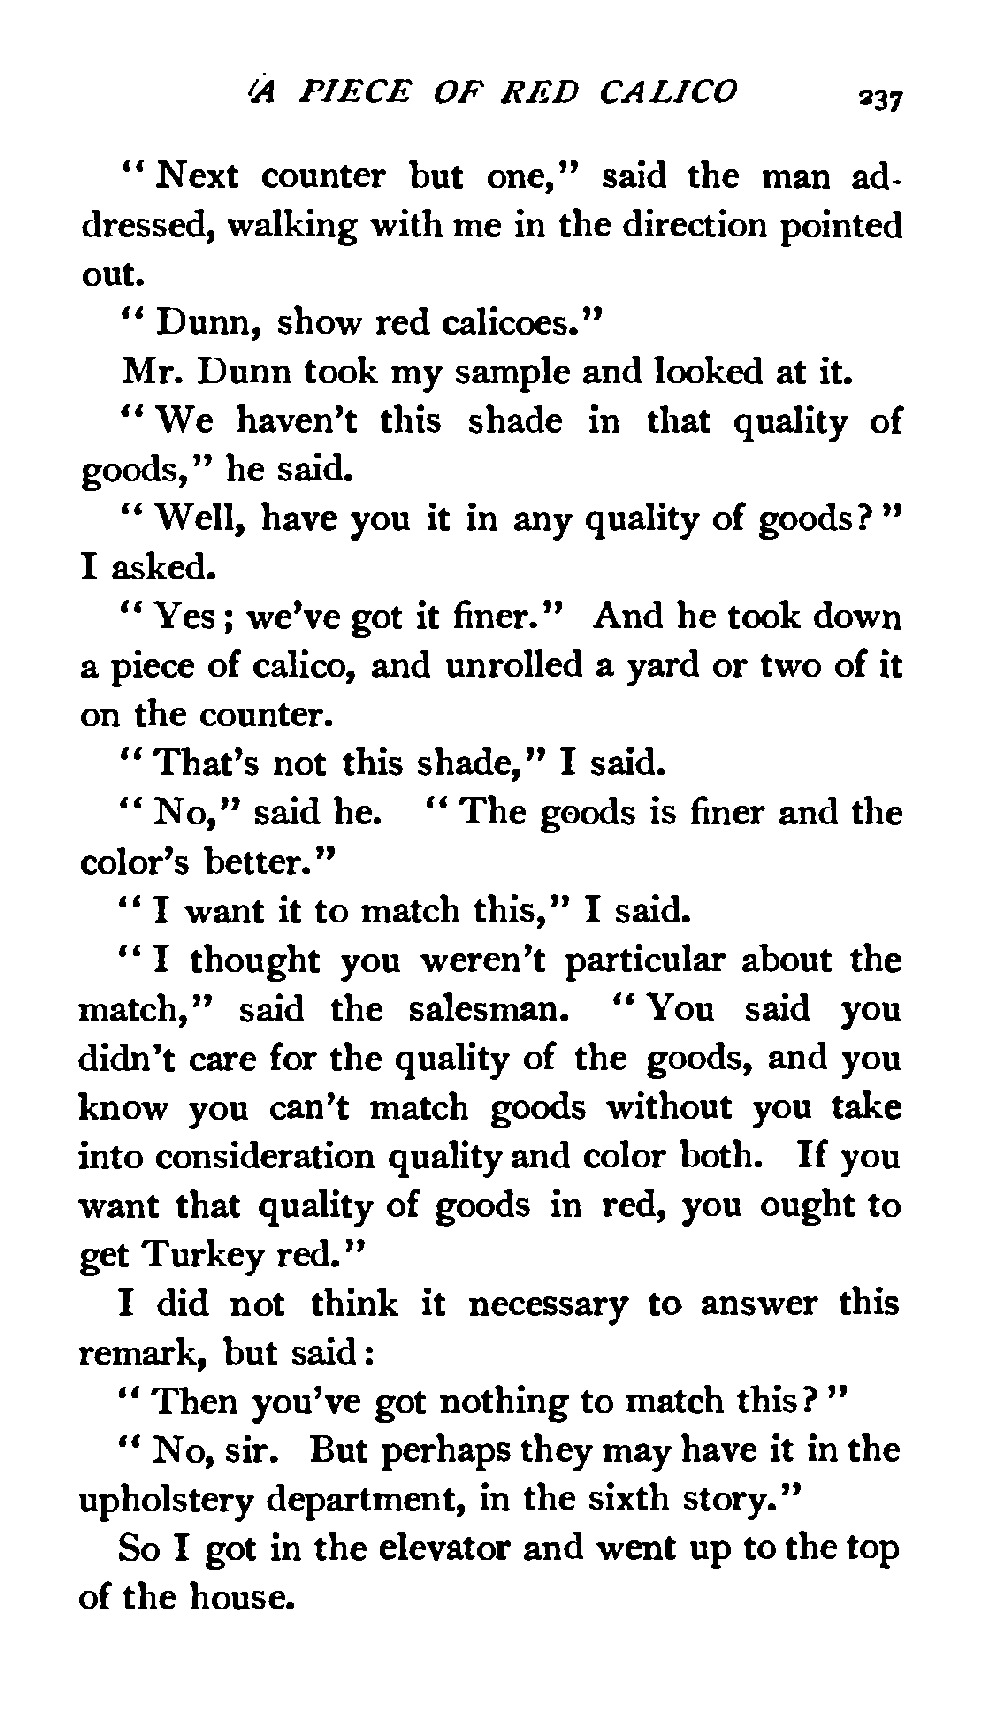 A PIECE OF RED CALICO 237
“Next counter but one,” said the man ad-
dressed, walking with me in the direction pointed
out.
“Dunn, show red calicoes.”
Mr. Dunn took my sample and looked at it.
“We haven’t this shade in that quality of
goods,” he said.
“Well, have you it in any quality of goods?”
I asked.
“Yes; we’ve got it finer.” And he took down
a piece of calico, and unrolled a yard or two of it
on the counter.
“That’s not this shade,” I said.
“No,” said he. “The goods is finer and the
color’s better.”
“I want it to match this,” I said.
“I thought you weren’t particular about the
match,” said the salesman. “You said you
didn’t care for the quality of the goods, and you
know you can’t match goods without you take
into consideration quality and color both. If you
want that quality of goods in red, you ought to
get Turkey red.”
I did not think it necessary to answer this
remark, but said:
“Then you’ve got nothing to match this?”
“No, sir. But perhaps they may have it in the
upholstery department, in the sixth story.”
So I got in the elevator and went up to the top
of the house.